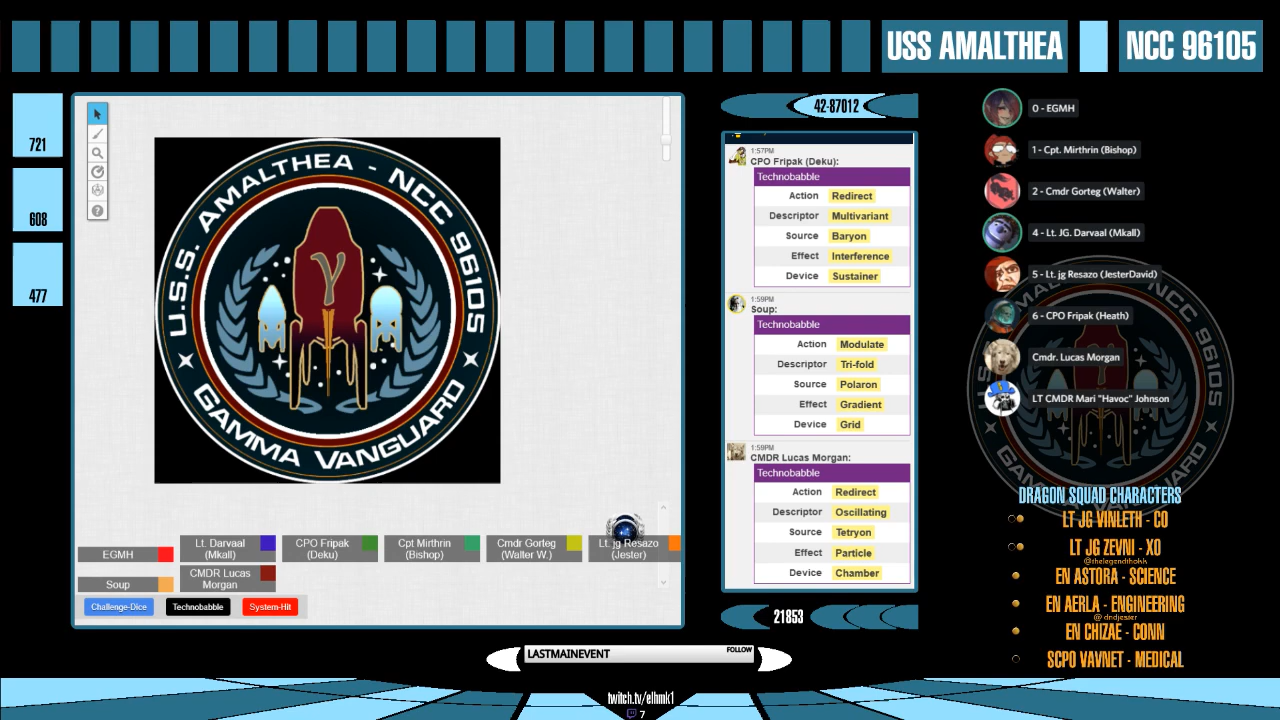 USS AMALTHEA
NCC 96105
721
608
477
U.S.S. AMALTHEA - NCC 96105
GAMMA VANGUARD
γ
EGMH
Lt. Darvaal
(Mkall)
CPO Fripak
(Deku)
Cpt Mirthrin
(Bishop)
Cmdr Gorteg
(Walter W.)
Lt. jg Resazo
(Jester)
Soup
CMDR Lucas
Morgan
Challenge-Dice
Technobabble
System-Hit
42-87012
1:57PM
CPO Fripak (Deku):
Technobabble
Action Redirect
Descriptor Multivariant
Source Baryon
Effect Interference
Device Sustainer
1:59PM
Soup:
Technobabble
Action Modulate
Descriptor Tri-fold
Source Polaron
Effect Gradient
Device Grid
1:59PM
CMDR Lucas Morgan:
Technobabble
Action Redirect
Descriptor Oscillating
Source Tetryon
Effect Particle
Device Chamber
21853
0 - EGMH
1 - Cpt. Mirthrin (Bishop)
2 - Cmdr Gorteg (Walter)
4 - Lt. JG. Darvaal (Mkall)
5 - Lt. jg Resazo (JesterDavid)
6 - CPO Fripak (Heath)
Cmdr. Lucas Morgan
LT CMDR Mari "Havoc" Johnson
DRAGON SQUAD CHARACTERS
LT JG VINLETH - CO
LT JG ZEVNI - XO
@thelegendihokk
EN ASTORA - SCIENCE
EN AERLA - ENGINEERING
@dndjester
EN CHIZAE - CONN
SCPO VAVNET - MEDICAL
LASTMAINEVENT
FOLLOW
twitch.tv/elhmk1
7